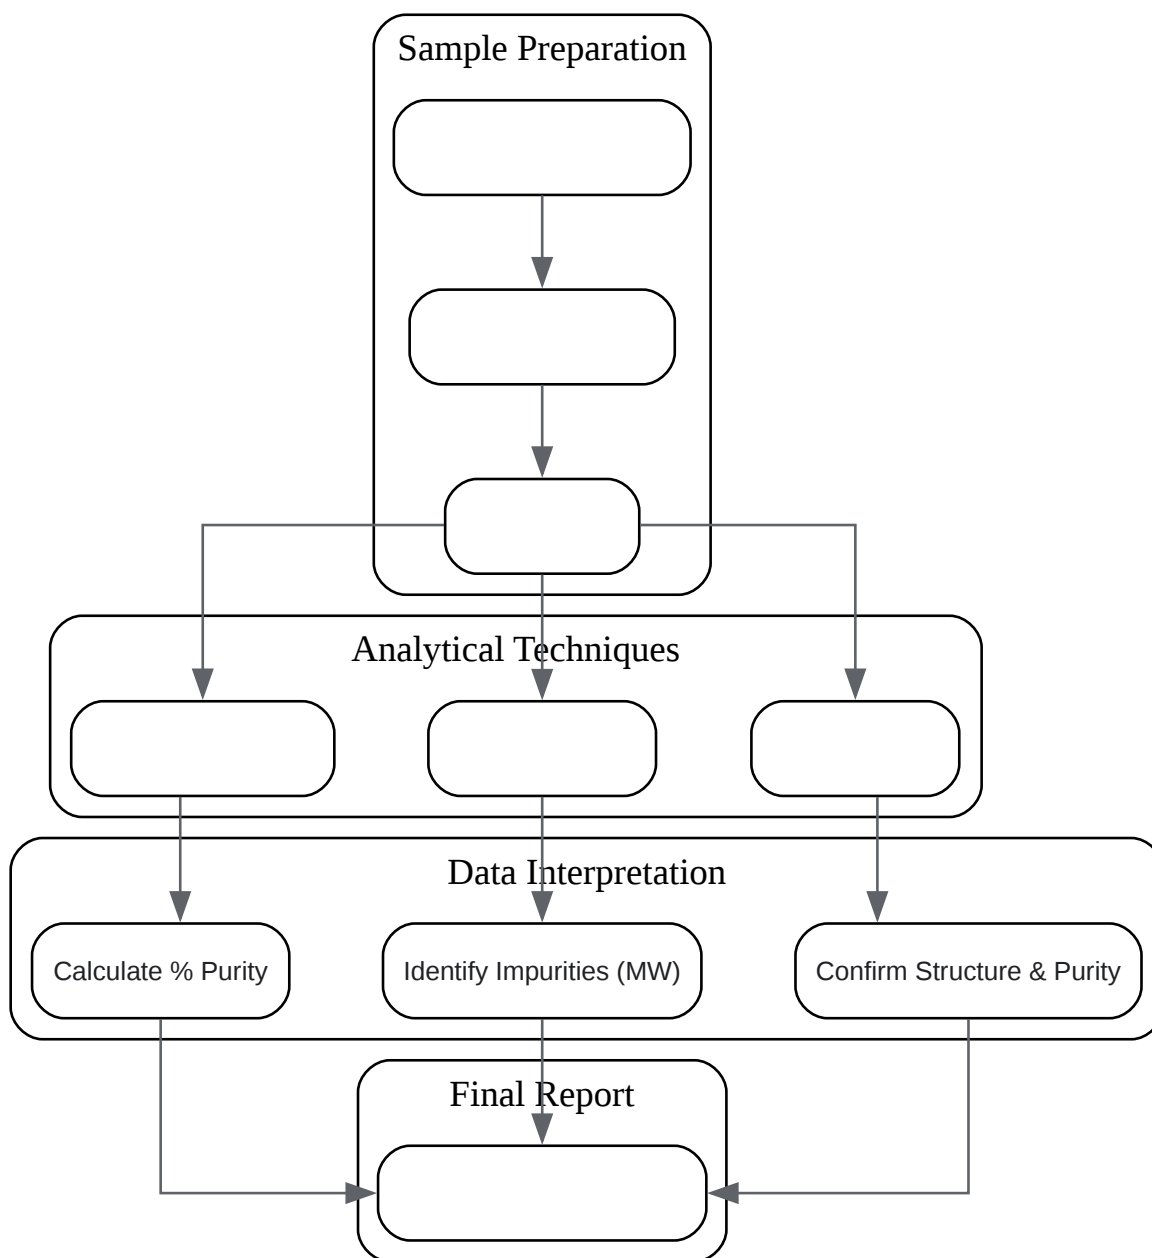 Sample Preparation
Analytical Techniques
Data Interpretation
Calculate % Purity
Identify Impurities (MW)
Confirm Structure & Purity
Final Report